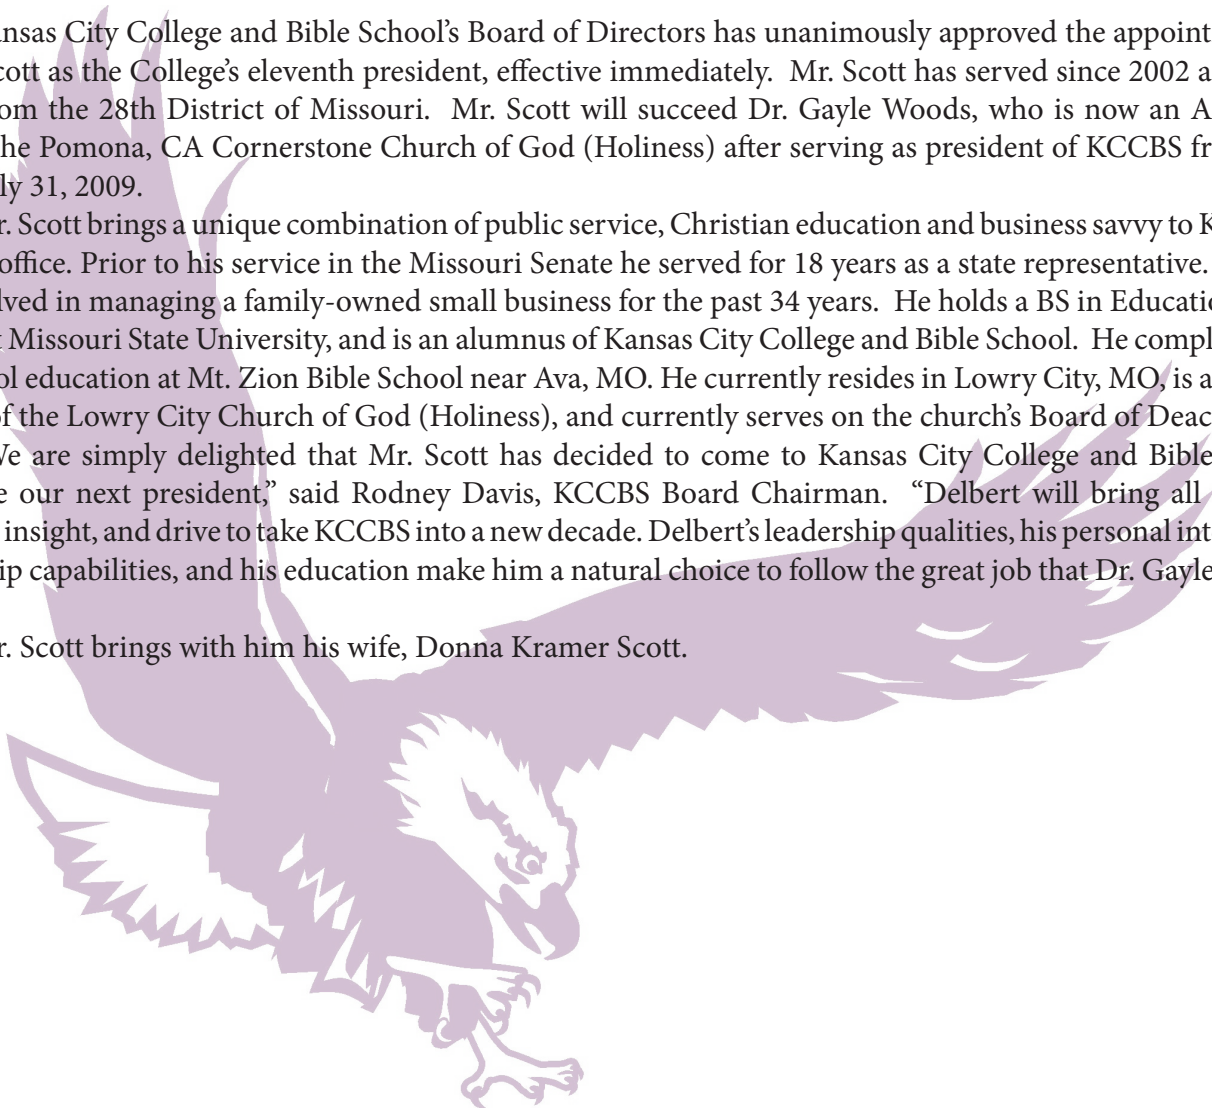 nsas City College and Bible School’s Board of Directors has unanimously approved the appoint
cott as the College’s eleventh president, effective immediately. Mr. Scott has served since 2002 a
om the 28th District of Missouri. Mr. Scott will succeed Dr. Gayle Woods, who is now an A
he Pomona, CA Cornerstone Church of God (Holiness) after serving as president of KCCBS fr
ly 31, 2009.
r. Scott brings a unique combination of public service, Christian education and business savvy to K
office. Prior to his service in the Missouri Senate he served for 18 years as a state representative.
lved in managing a family-owned small business for the past 34 years. He holds a BS in Educatio
t Missouri State University, and is an alumnus of Kansas City College and Bible School. He compl
ol education at Mt. Zion Bible School near Ava, MO. He currently resides in Lowry City, MO, is a
of the Lowry City Church of God (Holiness), and currently serves on the church’s Board of Deac
We are simply delighted that Mr. Scott has decided to come to Kansas City College and Bible
e our next president,” said Rodney Davis, KCCBS Board Chairman. “Delbert will bring all
insight, and drive to take KCCBS into a new decade. Delbert’s leadership qualities, his personal int
ip capabilities, and his education make him a natural choice to follow the great job that Dr. Gayle
r. Scott brings with him his wife, Donna Kramer Scott.